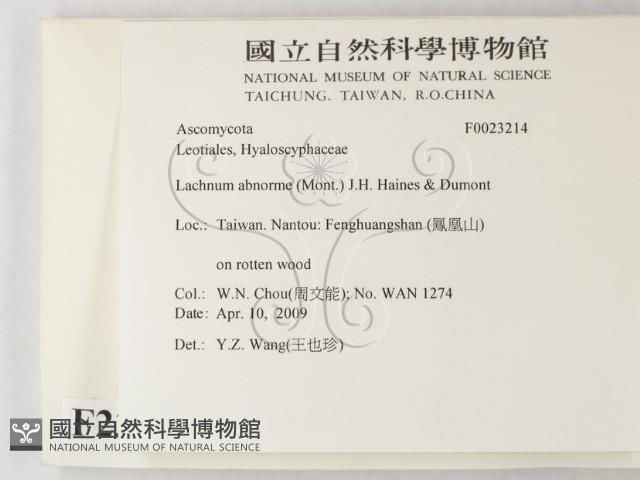 國立自然科學博物館
NATIONAL MUSEUM OF NATURAL SCIENCE
TAICHUNG, TAIWAN, R.O.CHINA
Ascomycota F0023214
Leotiales, Hyaloscyphaceae
Lachnum abnorme (Mont.) J.H. Haines & Dumont
Loc.: Taiwan. Nantou: Fenghuangshan (鳳凰山)
on rotten wood
Col.: W.N. Chou(周文能); No. WAN 1274
Date: Apr. 10, 2009
Det.: Y.Z. Wang(王也珍)
F2
國立自然科學博物館
NATIONAL MUSEUM OF NATURAL SCIENCE